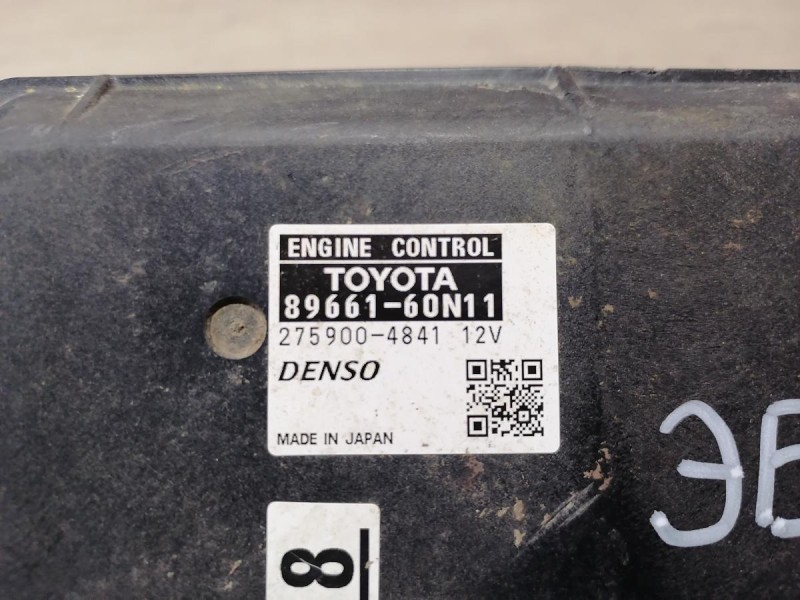 ENGINE CONTROL
TOYOTA
89661-60N11
275900-4841 12V
DENSO
MADE IN JAPAN
8
ЭБ